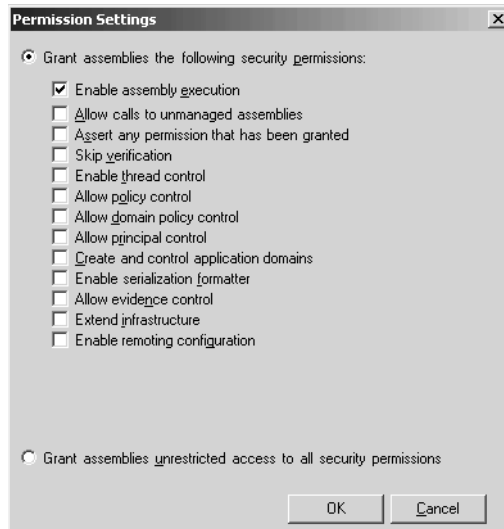 Permission Settings
Grant assemblies the following security permissions:
Enable assembly execution
Allow calls to unmanaged assemblies
Assert any permission that has been granted
Skip verification
Enable thread control
Allow policy control
Allow domain policy control
Allow principal control
Create and control application domains
Enable serialization formatter
Allow evidence control
Extend infrastructure
Enable remoting configuration
Grant assemblies unrestricted access to all security permissions
OK Cancel